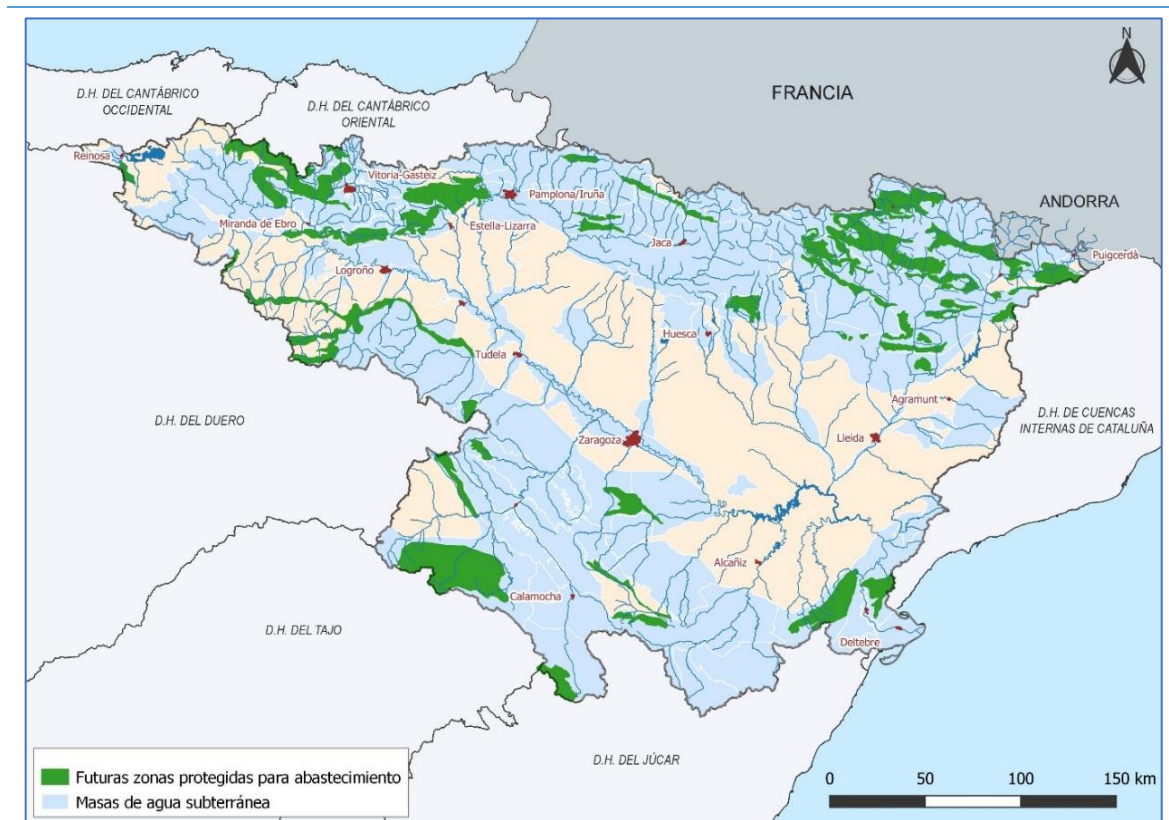 N
D.H. DEL CANTÁBRICO
OCCIDENTAL
D.H. DEL CANTÁBRICO
ORIENTAL
FRANCIA
ANDORRA
Reinosa
Vitoria-Gasteiz
Pamplona/Iruña
Miranda de Ebro
Estella-Lizarra
Jaca
Puigcerdà
Logroño
Huesca
Tudela
Agramunt
D.H. DEL DUERO
D.H. DE CUENCAS
INTERNAS DE CATALUÑA
Zaragoza
Lleida
Alcañiz
Calamocha
D.H. DEL TAJO
Deltebre
D.H. DEL JÚCAR
Futuras zonas protegidas para abastecimiento
Masas de agua subterránea
0 50 100 150 km